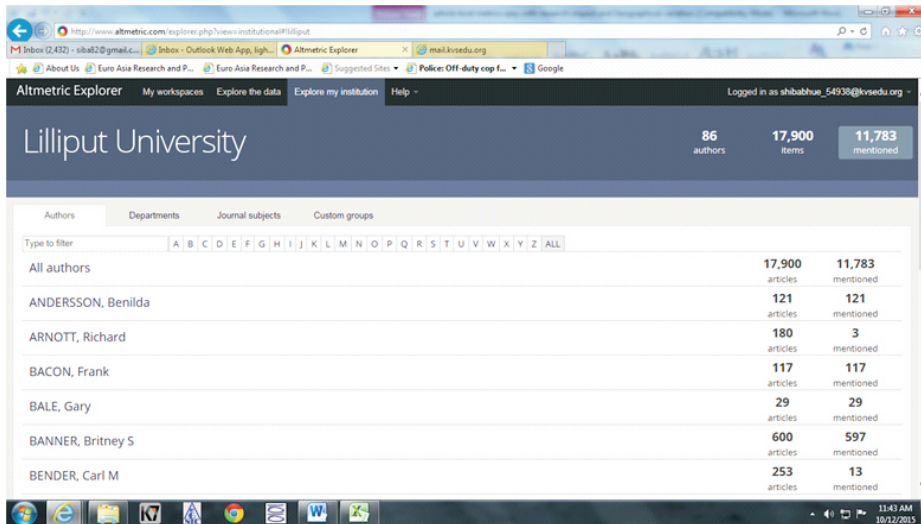 http://www.altmetric.com/explorer.php?view=institutional#!lilliput
Inbox (2,432) - siba82@gmail.c...
Inbox - Outlook Web App, ligh...
Altmetric Explorer
mail.kvsedu.org
About Us
Euro Asia Research and P...
Euro Asia Research and P...
Suggested Sites
Police: Off-duty cop f...
Google
Altmetric Explorer My workspaces Explore the data Explore my institution Help Logged in as shibabhue_54938@kvsedu.org
Lilliput University
86 17,900 11,783
authors items mentioned
Authors Departments Journal subjects Custom groups
Type to filter A B C D E F G H I J K L M N O P Q R S T U V W X Y Z ALL
All authors 17,900 11,783
articles mentioned
ANDERSSON, Benilda 121 121
articles mentioned
ARNOTT, Richard 180 3
articles mentioned
BACON, Frank 117 117
articles mentioned
BALE, Gary 29 29
articles mentioned
BANNER, Britney S 600 597
articles mentioned
BENDER, Carl M 253 13
articles mentioned
11:43 AM
10/12/2015